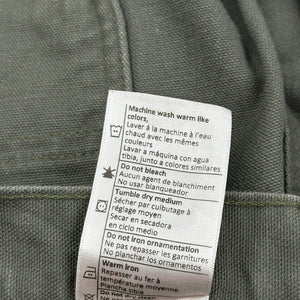 Machine wash warm like
colors,
Laver á la machine à l'eau
chaud avec les mêmes
couleurs
Lavar a máquina con agua
tibia, junto a colores similares
Do not bleach
Aucun agent de blanchiment
No usar blanqueador
Tumble dry medium
Sécher par culbutage à
réglage moyen
Secar en secadora
en ciclo medio
Do not iron ornamentation
Ne pas repasser les garnitures
No planchar los ornamentos
Warm iron
Repasser au fer à
température moyenne
Plancha tibia